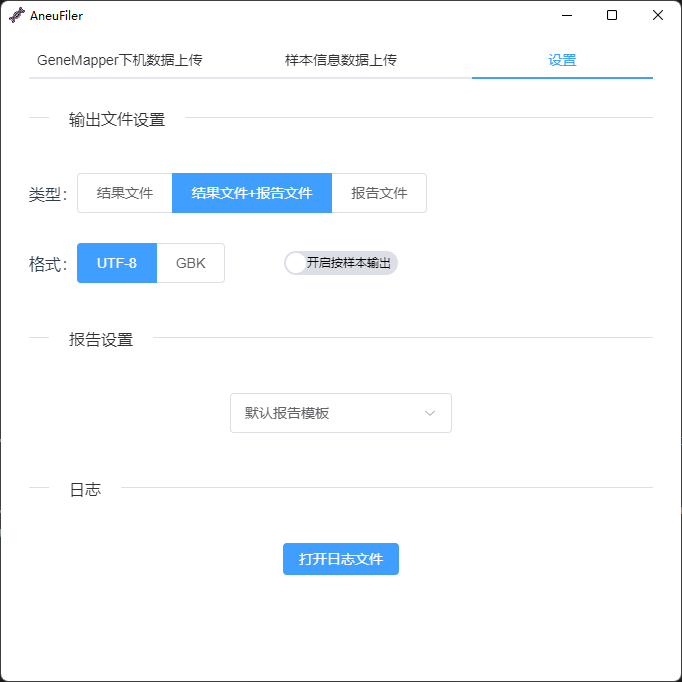 AneuFiler
GeneMapper下机数据上传 样本信息数据上传 设置
输出文件设置
类型： 结果文件 结果文件+报告文件 报告文件
格式： UTF-8 GBK 开启按样本输出
报告设置
默认报告模板
日志
打开日志文件